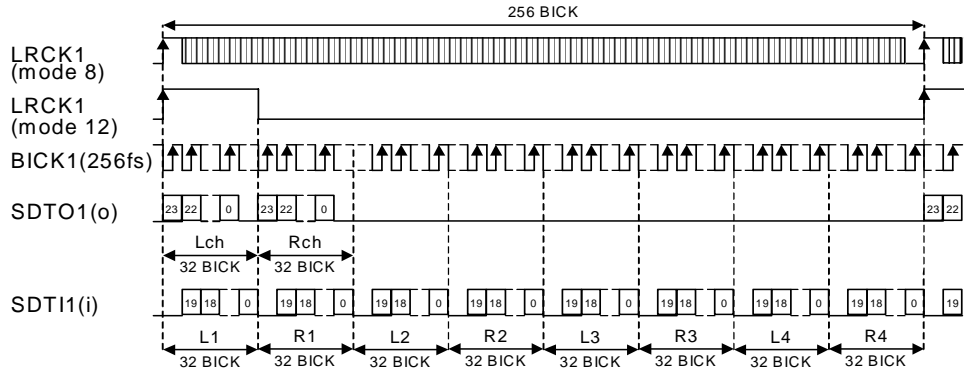 256 BICK
LRCK1
(mode 8)
LRCK1
(mode 12)
BICK1(256fs)
SDTO1(o)
23 22 0 23 22 0 23 22
Lch Rch
32 BICK 32 BICK
SDTI1(i)
19 18 0 19 18 0 19 18 0 19 18 0 19 18 0 19 18 0 19 18 0 19 18 0 19
L1 R1 L2 R2 L3 R3 L4 R4
32 BICK 32 BICK 32 BICK 32 BICK 32 BICK 32 BICK 32 BICK 32 BICK